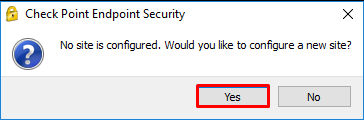 Check Point Endpoint Security
No site is configured. Would you like to configure a new site?
Yes
No